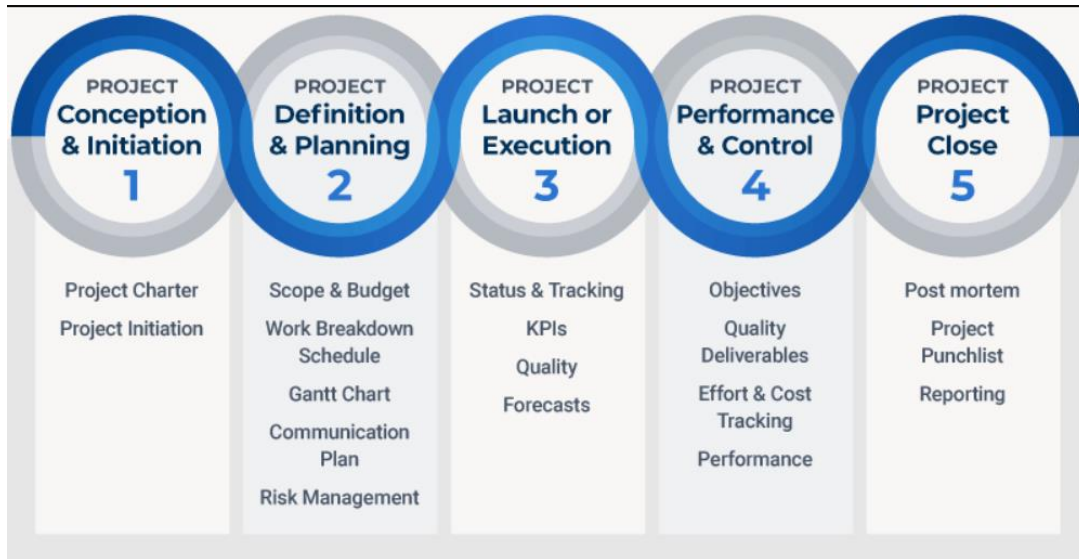 PROJECT
Conception
& Initiation
1
Project Charter
Project Initiation
PROJECT
Definition
& Planning
2
Scope & Budget
Work Breakdown
Schedule
Gantt Chart
Communication
Plan
Risk Management
PROJECT
Launch or
Execution
3
Status & Tracking
KPIs
Quality
Forecasts
PROJECT
Performance
& Control
4
Objectives
Quality
Deliverables
Effort & Cost
Tracking
Performance
PROJECT
Project
Close
5
Post mortem
Project
Punchlist
Reporting